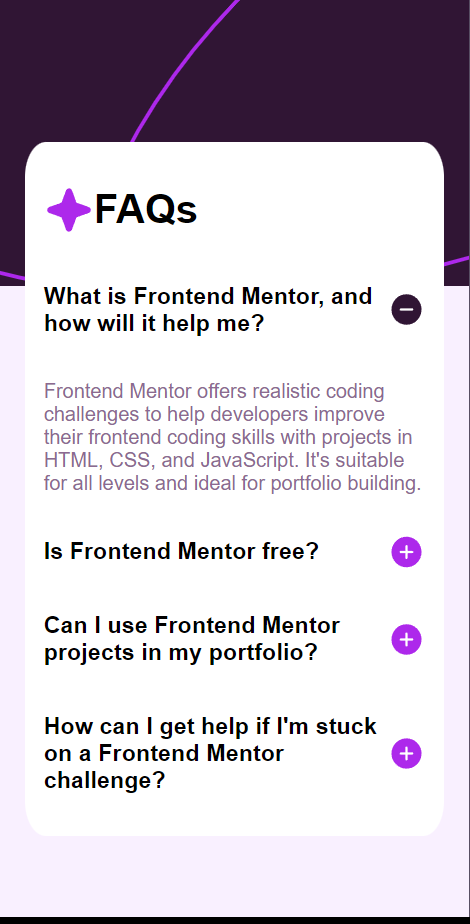 FAQs
What is Frontend Mentor, and
how will it help me?
Frontend Mentor offers realistic coding
challenges to help developers improve
their frontend coding skills with projects in
HTML, CSS, and JavaScript. It's suitable
for all levels and ideal for portfolio building.
Is Frontend Mentor free?
Can I use Frontend Mentor
projects in my portfolio?
How can I get help if I'm stuck
on a Frontend Mentor
challenge?